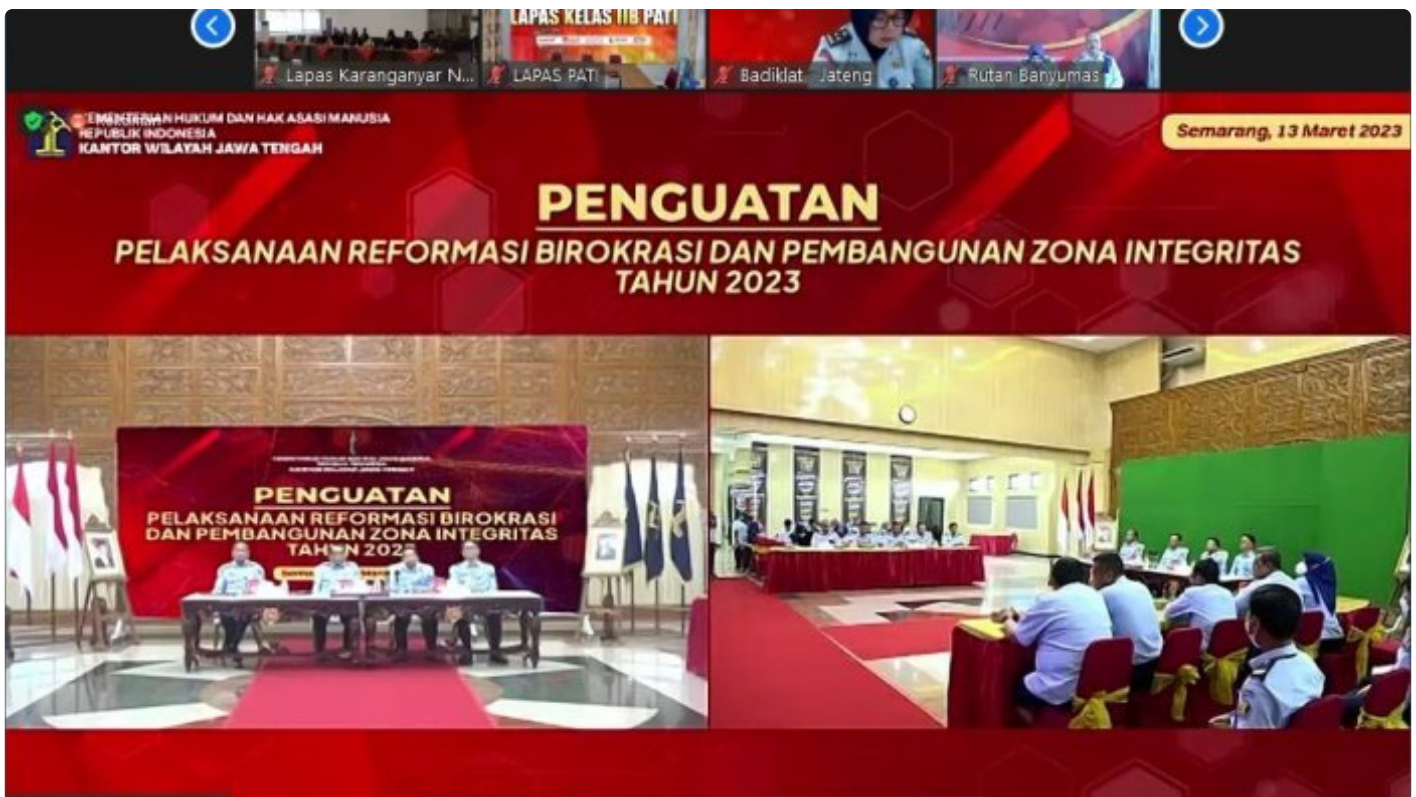 LAPAS KELAS IIB PATI
Lapas Karanganyar N...
LAPAS PATI
Badiklat Jateng
Rutan Banyumas
KEMENTERIAN HUKUM DAN HAK ASASI MANUSIA
REPUBLIK INDONESIA
KANTOR WILAYAH JAWA TENGAH
Semarang, 13 Maret 2023
PENGUATAN
PELAKSANAAN REFORMASI BIROKRASI DAN PEMBANGUNAN ZONA INTEGRITAS
TAHUN 2023
PENGUATAN
PELAKSANAAN REFORMASI BIROKRASI
DAN PEMBANGUNAN ZONA INTEGRITAS
TAHUN 2023